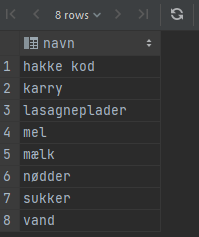 8 rows
navn
1 hakke kod
2 karry
3 lasagneplader
4 mel
5 mælk
6 nødder
7 sukker
8 vand